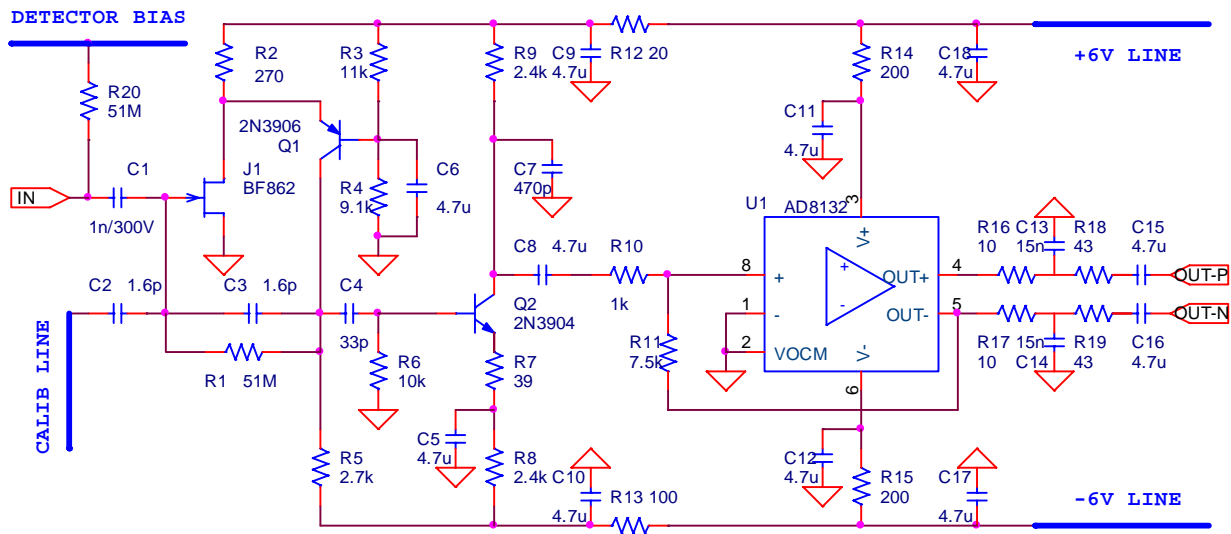 DETECTOR BIAS
R20
51M
R2
270
R3
11k
R9
2.4k
C9
4.7u
R12 20
R14
200
C18
4.7u
+6V LINE
2N3906
Q1
C11
4.7u
C1
1n/300V
IN
J1
BF862
R4
9.1k
C6
4.7u
C7
470p
U1
AD8132
3
V+
8
+
1
-
2
VOCM
+
-
OUT+
4
OUT-
5
V-
6
R16
10
C13
15n
R18
43
C15
4.7u
OUT-P
OUT-N
R17
10
15n
C14
R19
43
C16
4.7u
C8
4.7u
R10
1k
R11
7.5k
C2
1.6p
C3
1.6p
C4
33p
Q2
2N3904
R1
51M
R6
10k
R7
39
CALIB LINE
R5
2.7k
C5
4.7u
R8
2.4k
C10
4.7u
R13 100
C12
4.7u
R15
200
C17
4.7u
-6V LINE